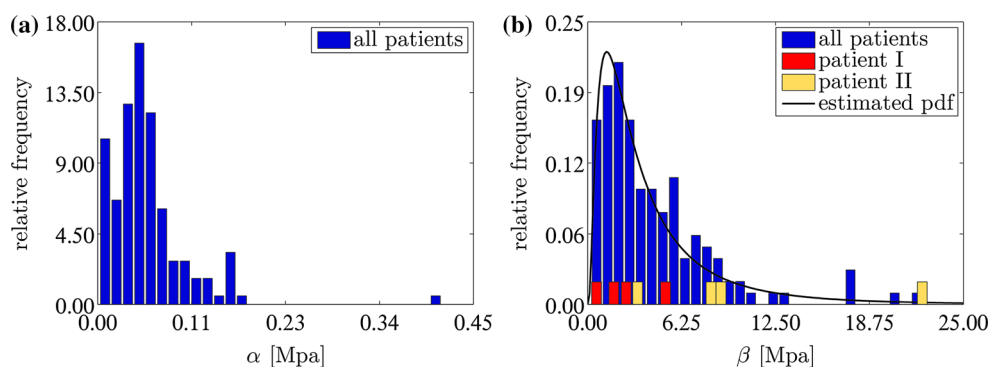 (a)
18.00
13.50
9.00
4.50
0.00
relative frequency
all patients
0.00 0.11 0.23 0.34 0.45
α [Mpa]
(b)
0.25
0.19
0.12
0.06
0.00
relative frequency
all patients
patient I
patient II
estimated pdf
0.00 6.25 12.50 18.75 25.00
β [Mpa]